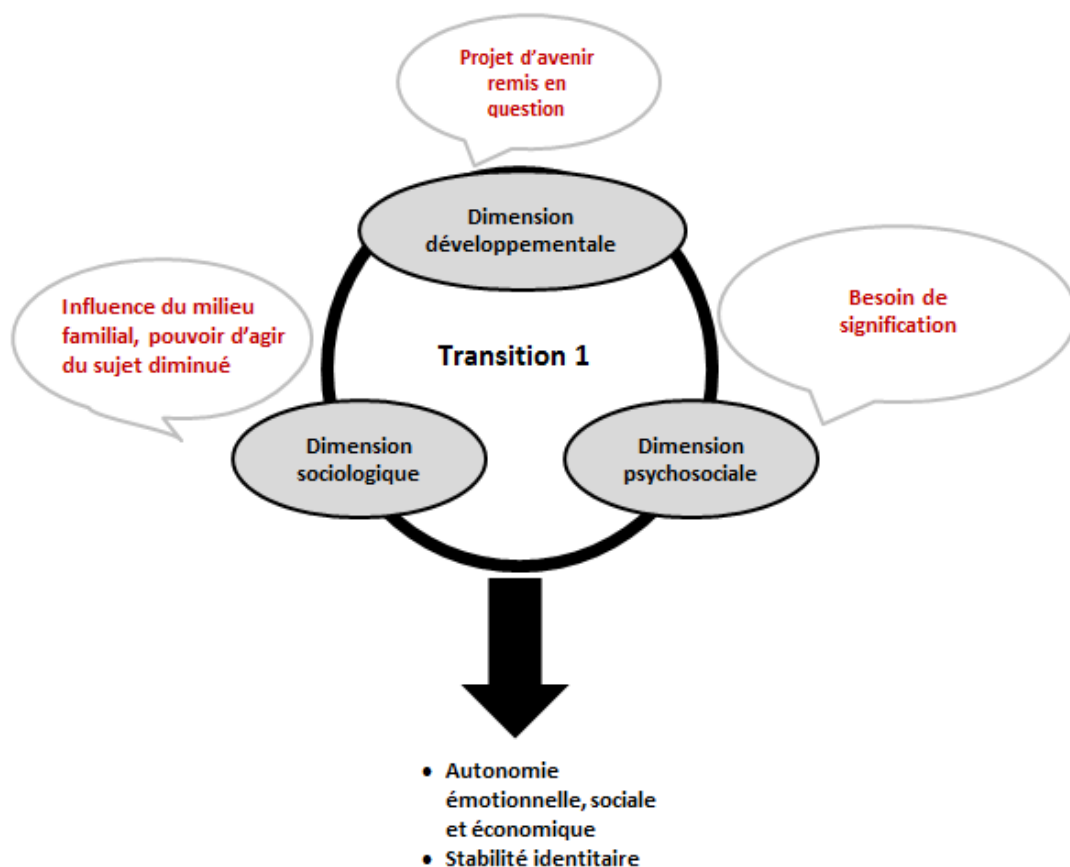 Projet d'avenir
remis en
question
Dimension
développementale
Influence du milieu
familial, pouvoir d'agir
du sujet diminué
Besoin de
signification
Transition 1
Dimension
sociologique
Dimension
psychosociale
• Autonomie
émotionnelle, sociale
et économique
• Stabilité identitaire